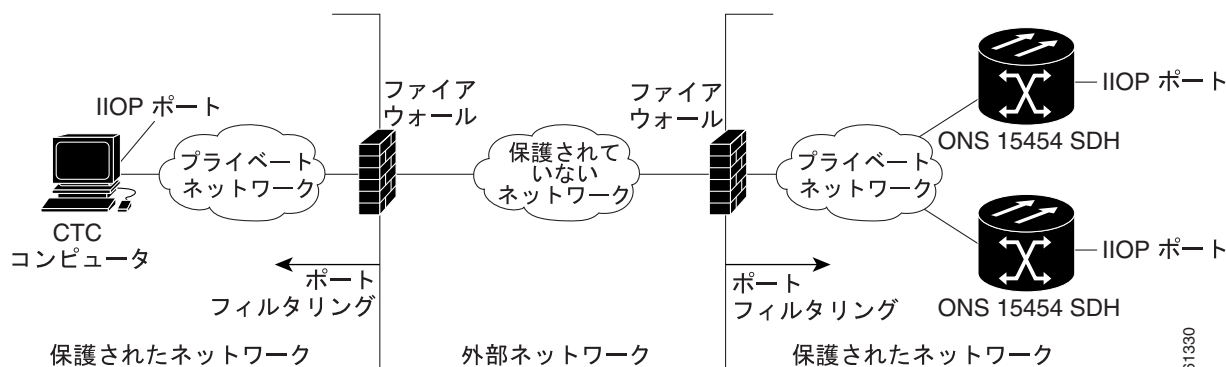 IIOP ポート
ファイア
ウォール
ファイア
ウォール
IIOP ポート
ONS 15454 SDH
プライベート
ネットワーク
保護されて
いない
ネットワーク
プライベート
ネットワーク
CTC
コンピュータ
IIOP ポート
ONS 15454 SDH
ポート
フィルタリング
ポート
フィルタリング
保護されたネットワーク
外部ネットワーク
保護されたネットワーク
61330